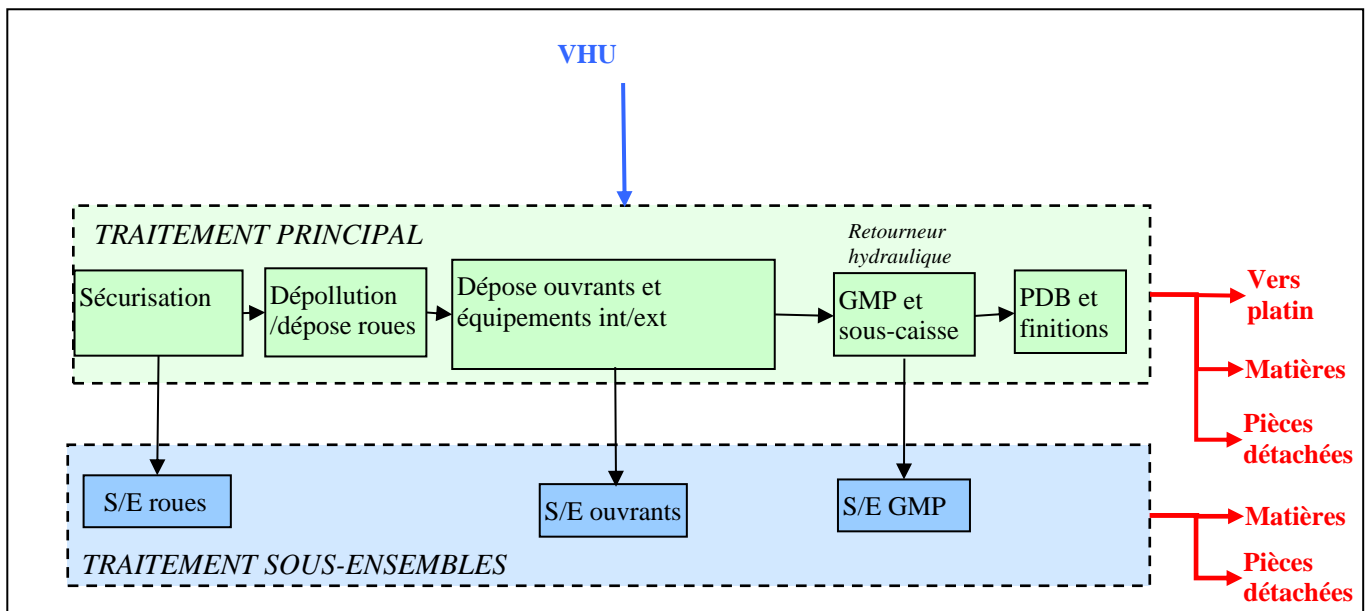 VHU
TRAITEMENT PRINCIPAL
Retourneur
hydraulique
Sécurisation
Dépollution
/dépose roues
Dépose ouvrants et
équipements int/ext
GMP et
sous-caisse
PDB et
finitions
Vers
platin
Matières
Pièces
détachées
S/E roues
S/E ouvrants
S/E GMP
TRAITEMENT SOUS-ENSEMBLES
Matières
Pièces
détachées